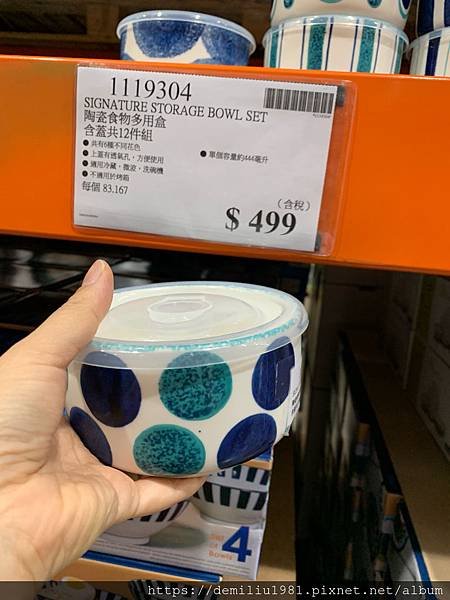 1119304
SIGNATURE STORAGE BOWL SET
陶瓷食物多用盒
含蓋共12件組
● 共有6種不同花色
● 上蓋有透氣孔，方便使用
● 適用冷藏，微波，洗碗機
● 不適用於烤箱
● 單個容量約444毫升
每個 83.167
(含稅)
$ 499
4
BOWLS
https://demiliu1981.pixnet.net/album